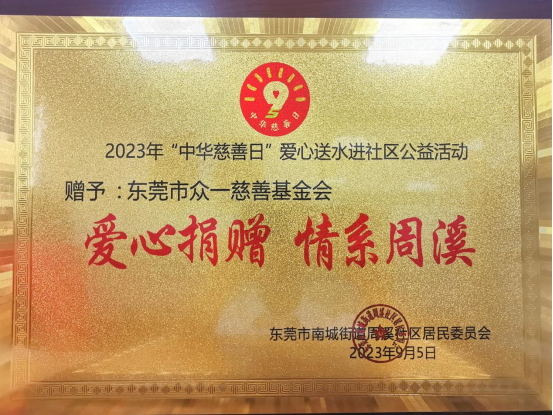 中华慈善日
2023年“中华慈善日”爱心送水进社区公益活动
赠予：东莞市众一慈善基金会
爱心捐赠 情系周溪
东莞市南城街道周溪社区居民委员会
2023年9月5日